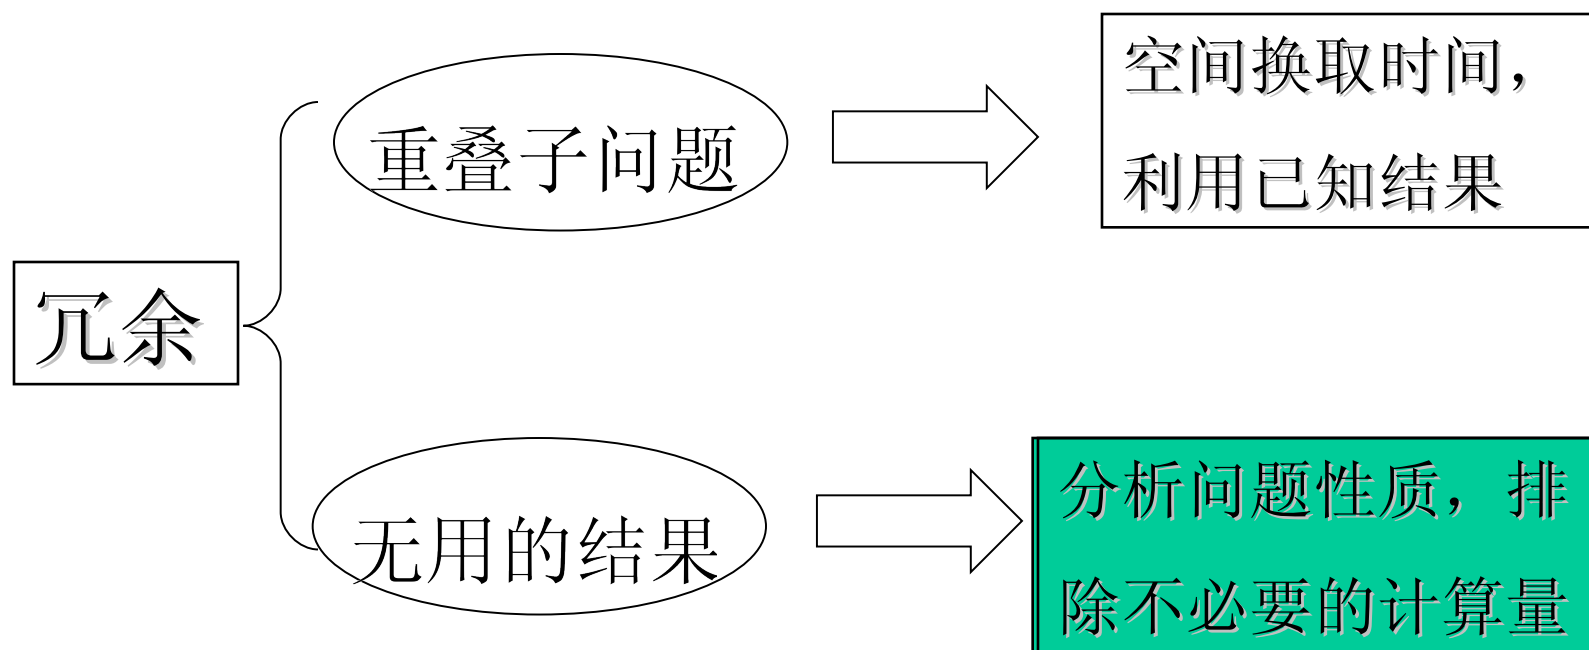 空间换取时间，
利用已知结果
重叠子问题
冗余
无用的结果
分析问题性质，排
除不必要的计算量